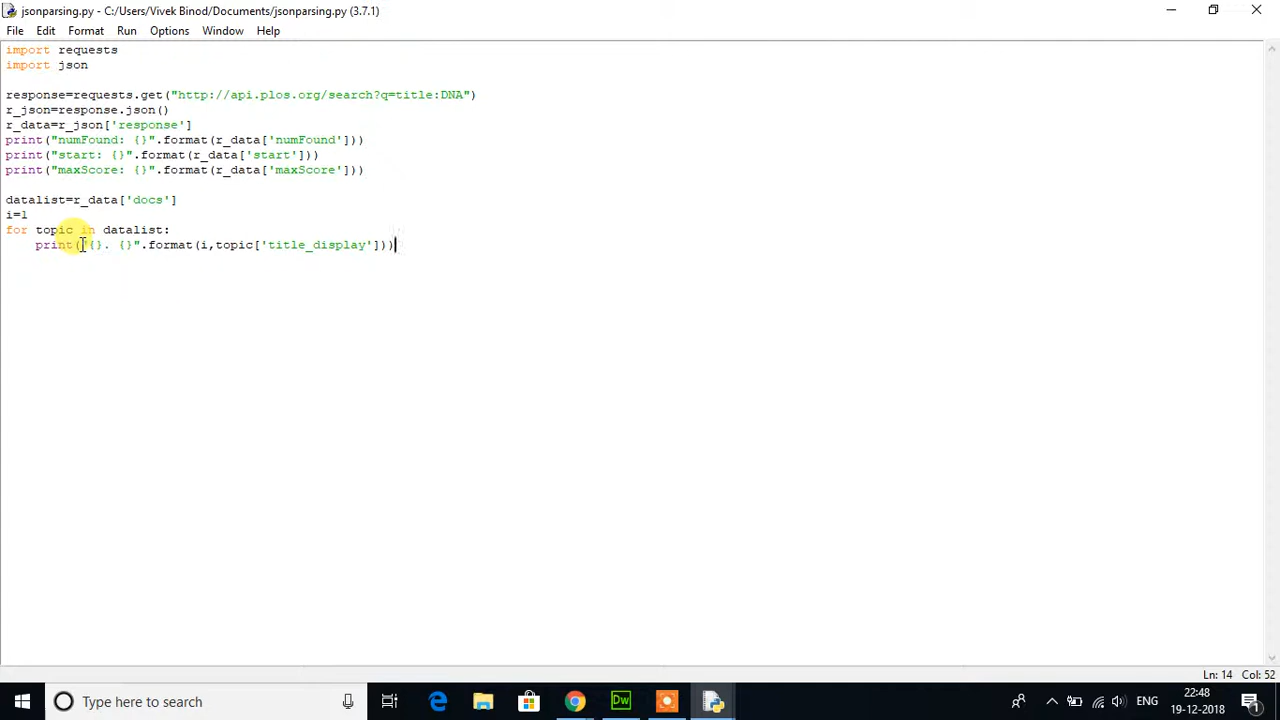 jsonparsing.py - C:/Users/Vivek Binod/Documents/jsonparsing.py (3.7.1)
File Edit Format Run Options Window Help
import requests
import json
response=requests.get("http://api.plos.org/search?q=title:DNA")
r_json=response.json()
r_data=r_json['response']
print("numFound: {}".format(r_data['numFound']))
print("start: {}".format(r_data['start']))
print("maxScore: {}".format(r_data['maxScore']))
datalist=r_data['docs']
i=1
for topic in datalist:
    print("{}. {}".format(i,topic['title_display']))
Ln: 14 Col: 52
Type here to search
Dw
ENG
22:48
19-12-2018
1